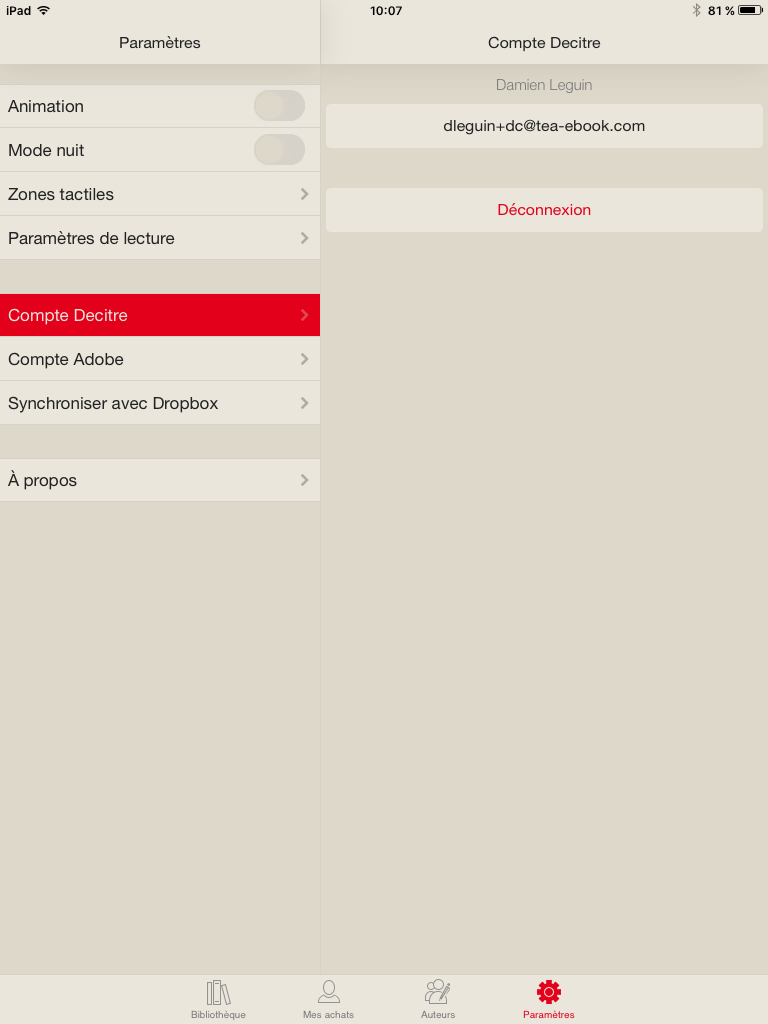 iPad 10:07 81 %
Paramètres
Animation
Mode nuit
Zones tactiles
Paramètres de lecture
Compte Decitre
Compte Adobe
Synchroniser avec Dropbox
À propos
Compte Decitre
Damien Leguin
dleguin+dc@tea-ebook.com
Déconnexion
Bibliothèque Mes achats Auteurs Paramètres